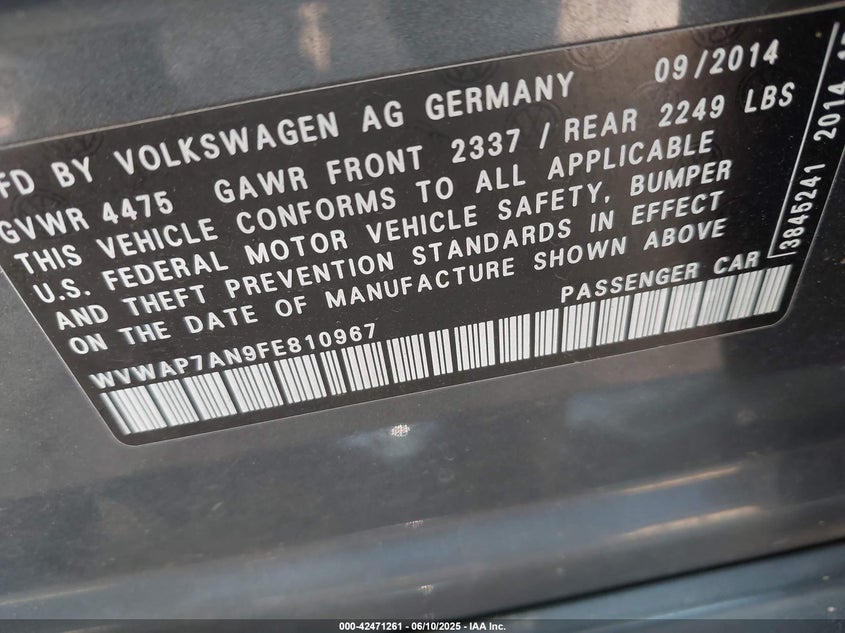 FD BY VOLKSWAGEN AG GERMANY 09/2014
GVWR 4475 GAWR FRONT 2337 / REAR 2249 LBS
THIS VEHICLE CONFORMS TO ALL APPLICABLE
U.S. FEDERAL MOTOR VEHICLE SAFETY, BUMPER
AND THEFT PREVENTION STANDARDS IN EFFECT
ON THE DATE OF MANUFACTURE SHOWN ABOVE
PASSENGER CAR
WVWAP7AN9FE810967
3845241 2014
000-42471261 - 06/10/2025 - IAA Inc.